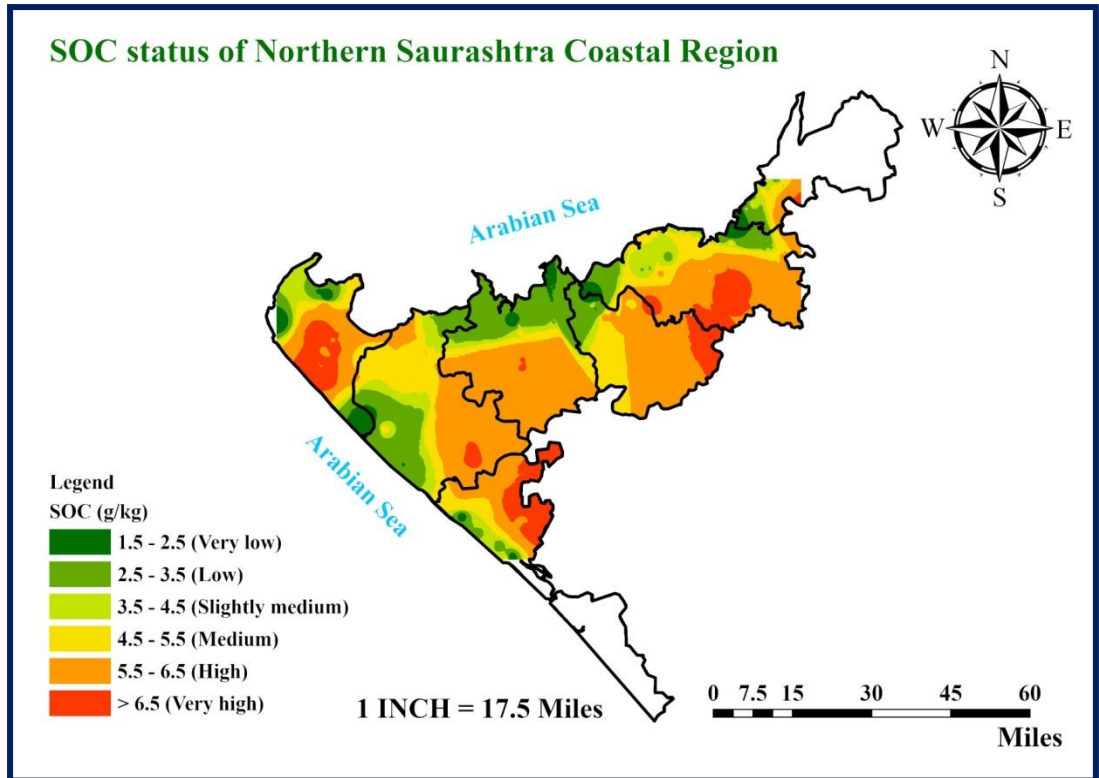 SOC status of Northern Saurashtra Coastal Region
N
W
E
S
Arabian Sea
Arabian Sea
Legend
SOC (g/kg)
1.5 - 2.5 (Very low)
2.5 - 3.5 (Low)
3.5 - 4.5 (Slightly medium)
4.5 - 5.5 (Medium)
5.5 - 6.5 (High)
> 6.5 (Very high)
1 INCH = 17.5 Miles
0 7.5 15 30 45 60
Miles